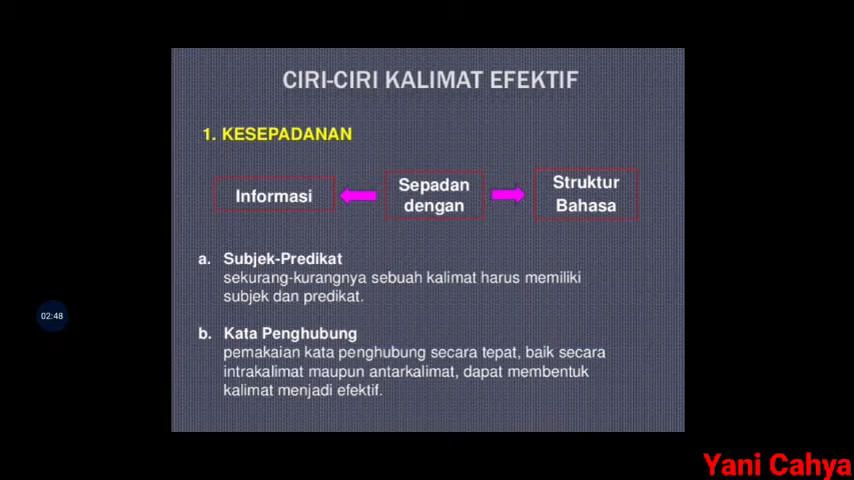 CIRI-CIRI KALIMAT EFEKTIF
1. KESEPADANAN
Informasi
Sepadan
dengan
Struktur
Bahasa
a. Subjek-Predikat
sekurang-kurangnya sebuah kalimat harus memiliki
subjek dan predikat.
02:48
b. Kata Penghubung
pemakaian kata penghubung secara tepat, baik secara
intrakalimat maupun antarkalimat, dapat membentuk
kalimat menjadi efektif.
Yani Cahya